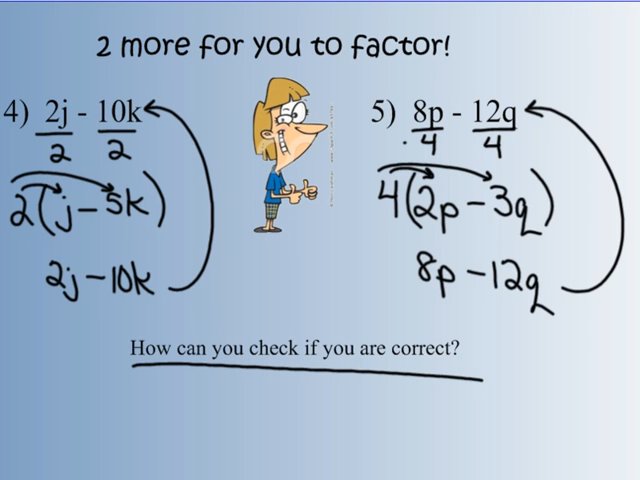 2 more for you to factor!
4) 2j - 10k
2 2
2(j - 5k)
2j - 10k
5) 8p - 12q
. 4 4
4(2p - 3q)
8p - 12q
How can you check if you are correct?